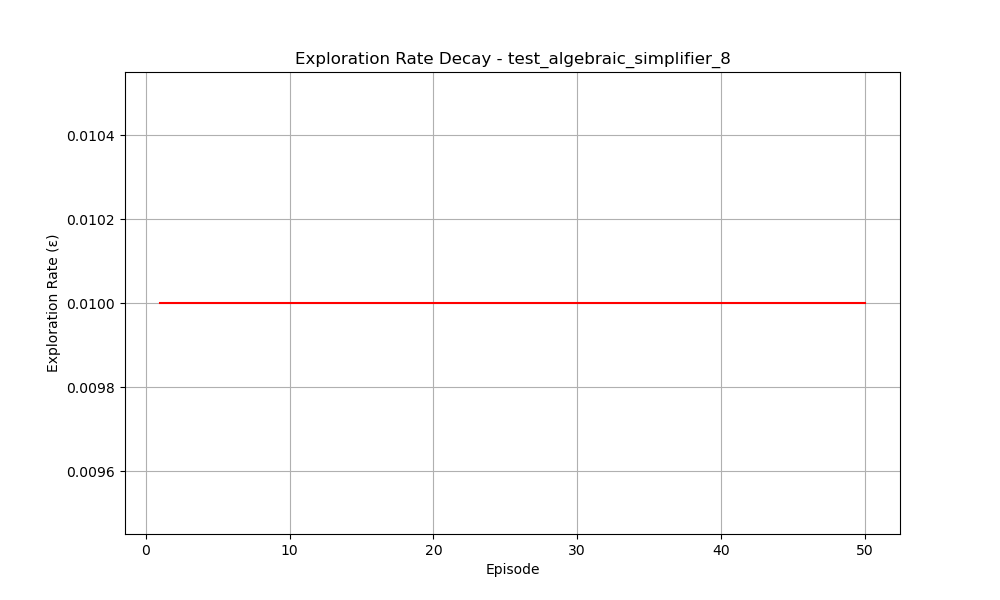 Exploration Rate Decay - test_algebraic_simplifier_8
0.0104
0.0102
0.0100
0.0098
0.0096
Exploration Rate (ε)
0 10 20 30 40 50
Episode